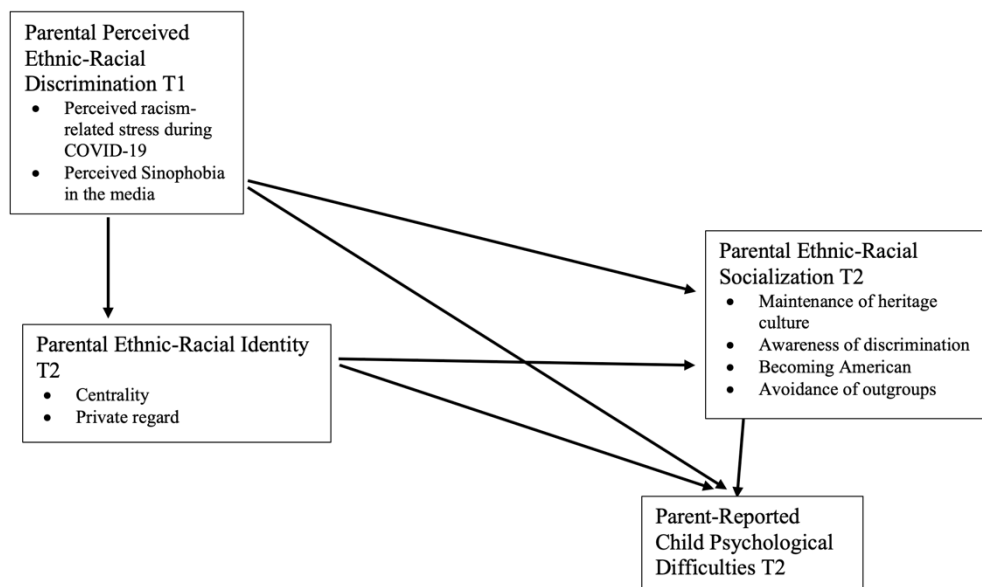 Parental Perceived
Ethnic-Racial
Discrimination T1
• Perceived racism-
related stress during
COVID-19
• Perceived Sinophobia
in the media
Parental Ethnic-Racial
Socialization T2
• Maintenance of heritage
culture
• Awareness of discrimination
• Becoming American
• Avoidance of outgroups
Parental Ethnic-Racial Identity
T2
• Centrality
• Private regard
Parent-Reported
Child Psychological
Difficulties T2